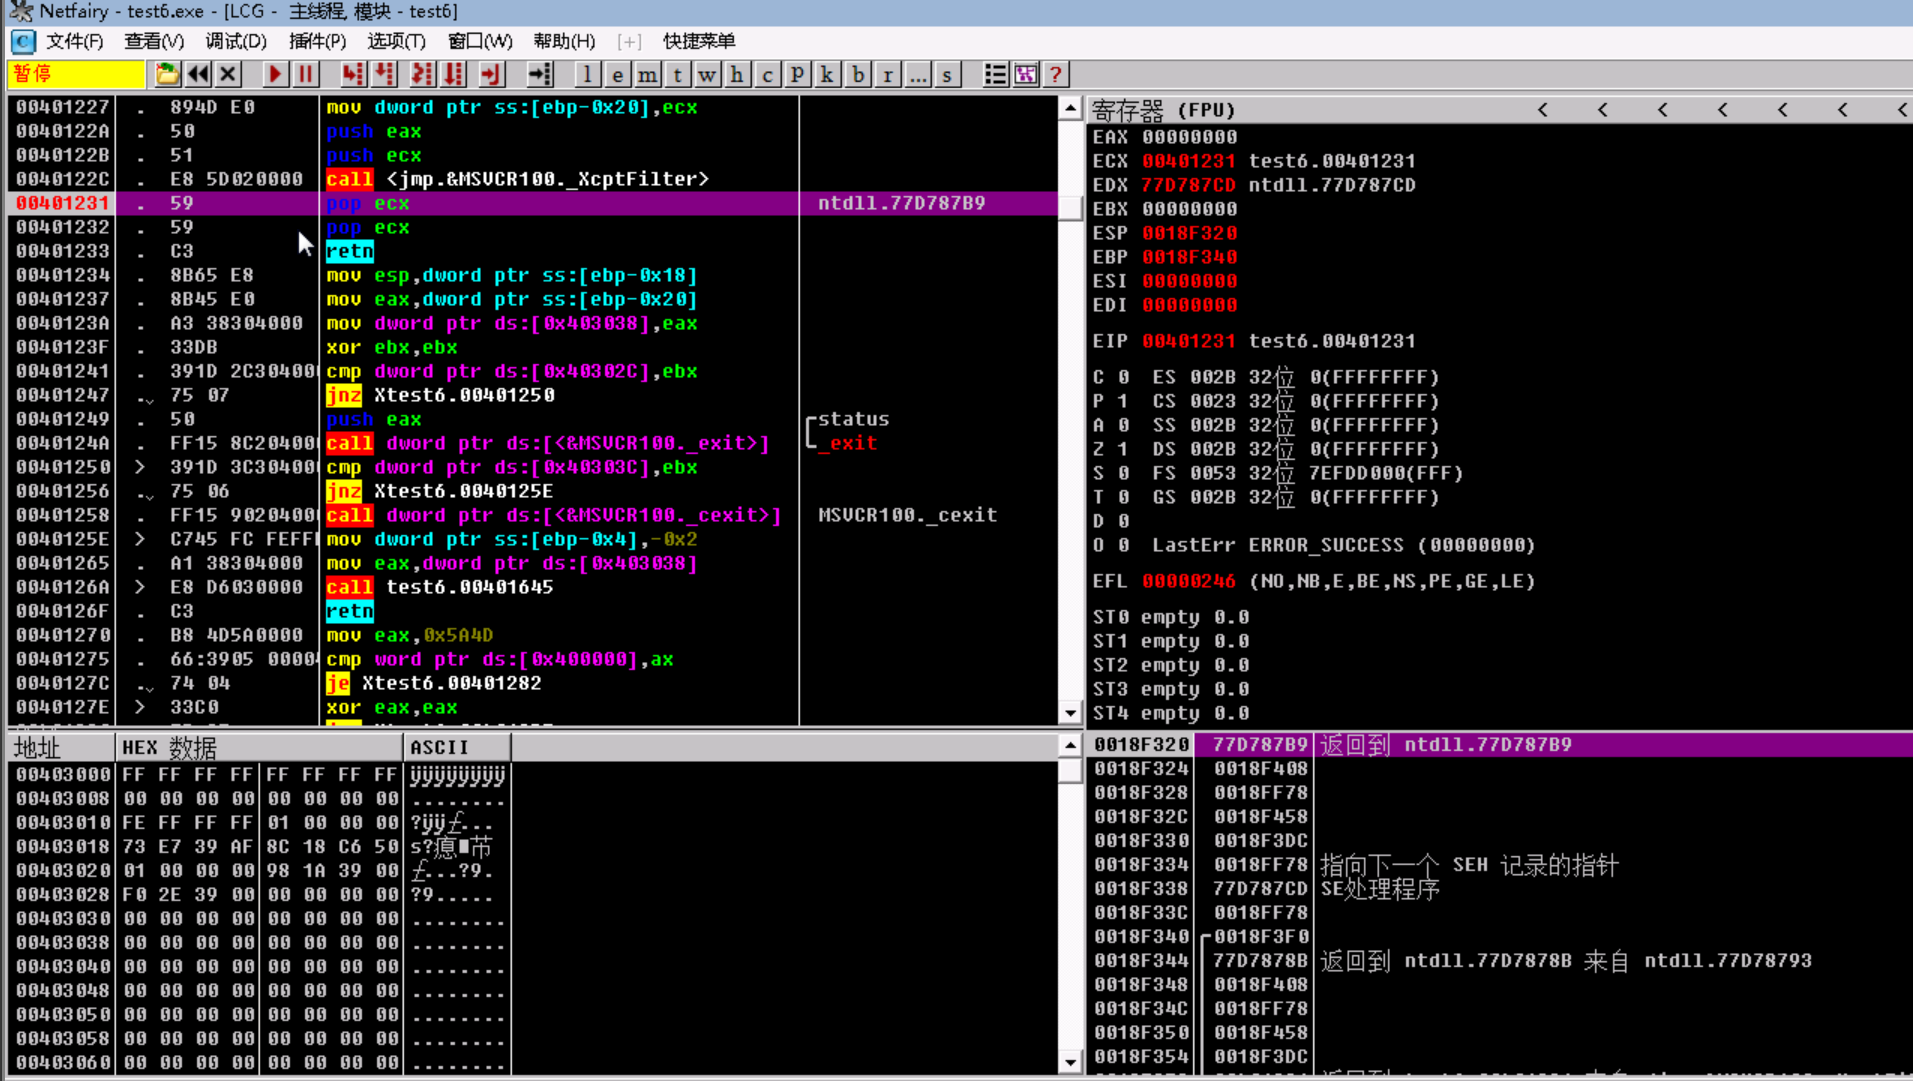 Netfairy - test6.exe - [LCG -  主线程, 模块 - test6]
文件(F) 查看(V) 调试(D) 插件(P) 选项(T) 窗口(W) 帮助(H) [+] 快捷菜单
暂停 l e m t w h c P k b r ... s ?
00401227 . 894D E0 mov dword ptr ss:[ebp-0x20],ecx
0040122A . 50 push eax
0040122B . 51 push ecx
0040122C . E8 5D020000 call <jmp.&MSVCR100._XcptFilter>
00401231 . 59 pop ecx ntdll.77D787B9
00401232 . 59 pop ecx
00401233 . C3 retn
00401234 . 8B65 E8 mov esp,dword ptr ss:[ebp-0x18]
00401237 . 8B45 E0 mov eax,dword ptr ss:[ebp-0x20]
0040123A . A3 38304000 mov dword ptr ds:[0x403038],eax
0040123F . 33DB xor ebx,ebx
00401241 . 391D 2C30400 cmp dword ptr ds:[0x40302C],ebx
00401247 . 75 07 jnz Xtest6.00401250
00401249 . 50 push eax status
0040124A . FF15 8C20400 call dword ptr ds:[<&MSVCR100._exit>] _exit
00401250 > 391D 3C30400 cmp dword ptr ds:[0x40303C],ebx
00401256 . 75 06 jnz Xtest6.0040125E
00401258 . FF15 9020400 call dword ptr ds:[<&MSVCR100._cexit>] MSVCR100._cexit
0040125E > C745 FC FEFF mov dword ptr ss:[ebp-0x4],-0x2
00401265 . A1 38304000 mov eax,dword ptr ds:[0x403038]
0040126A > E8 D6030000 call test6.00401645
0040126F . C3 retn
00401270 . B8 4D5A0000 mov eax,0x5A4D
00401275 . 66:3905 0000 cmp word ptr ds:[0x400000],ax
0040127C . 74 04 je Xtest6.00401282
0040127E > 33C0 xor eax,eax
寄存器 (FPU) < < < < < < <
EAX 00000000
ECX 00401231 test6.00401231
EDX 77D787CD ntdll.77D787CD
EBX 00000000
ESP 0018F320
EBP 0018F340
ESI 00000000
EDI 00000000
EIP 00401231 test6.00401231
C 0 ES 002B 32位 0(FFFFFFFF)
P 1 CS 0023 32位 0(FFFFFFFF)
A 0 SS 002B 32位 0(FFFFFFFF)
Z 1 DS 002B 32位 0(FFFFFFFF)
S 0 FS 0053 32位 7EFDD000(FFF)
T 0 GS 002B 32位 0(FFFFFFFF)
D 0
O 0 LastErr ERROR_SUCCESS (00000000)
EFL 00000246 (NO,NB,E,BE,NS,PE,GE,LE)
ST0 empty 0.0
ST1 empty 0.0
ST2 empty 0.0
ST3 empty 0.0
ST4 empty 0.0
地址 HEX 数据 ASCII
00403000 FF FF FF FF FF FF FF FF ÿÿÿÿÿÿÿÿ
00403008 00 00 00 00 00 00 00 00 ........
00403010 FE FF FF FF 01 00 00 00 ?ÿÿ£...
00403018 73 E7 39 AF 8C 18 C6 50 s?瘛■芇
00403020 01 00 00 00 98 1A 39 00 £...?9.
00403028 F0 2E 39 00 00 00 00 00 ?9.....
00403030 00 00 00 00 00 00 00 00 ........
00403038 00 00 00 00 00 00 00 00 ........
00403040 00 00 00 00 00 00 00 00 ........
00403048 00 00 00 00 00 00 00 00 ........
00403050 00 00 00 00 00 00 00 00 ........
00403058 00 00 00 00 00 00 00 00 ........
00403060 00 00 00 00 00 00 00 00 ........
0018F320 77D787B9 返回到 ntdll.77D787B9
0018F324 0018F408
0018F328 0018FF78
0018F32C 0018F458
0018F330 0018F3DC
0018F334 0018FF78 指向下一个 SEH 记录的指针
0018F338 77D787CD SE处理程序
0018F33C 0018FF78
0018F340 0018F3F0
0018F344 77D7878B 返回到 ntdll.77D7878B 来自 ntdll.77D78793
0018F348 0018F408
0018F34C 0018FF78
0018F350 0018F458
0018F354 0018F3DC